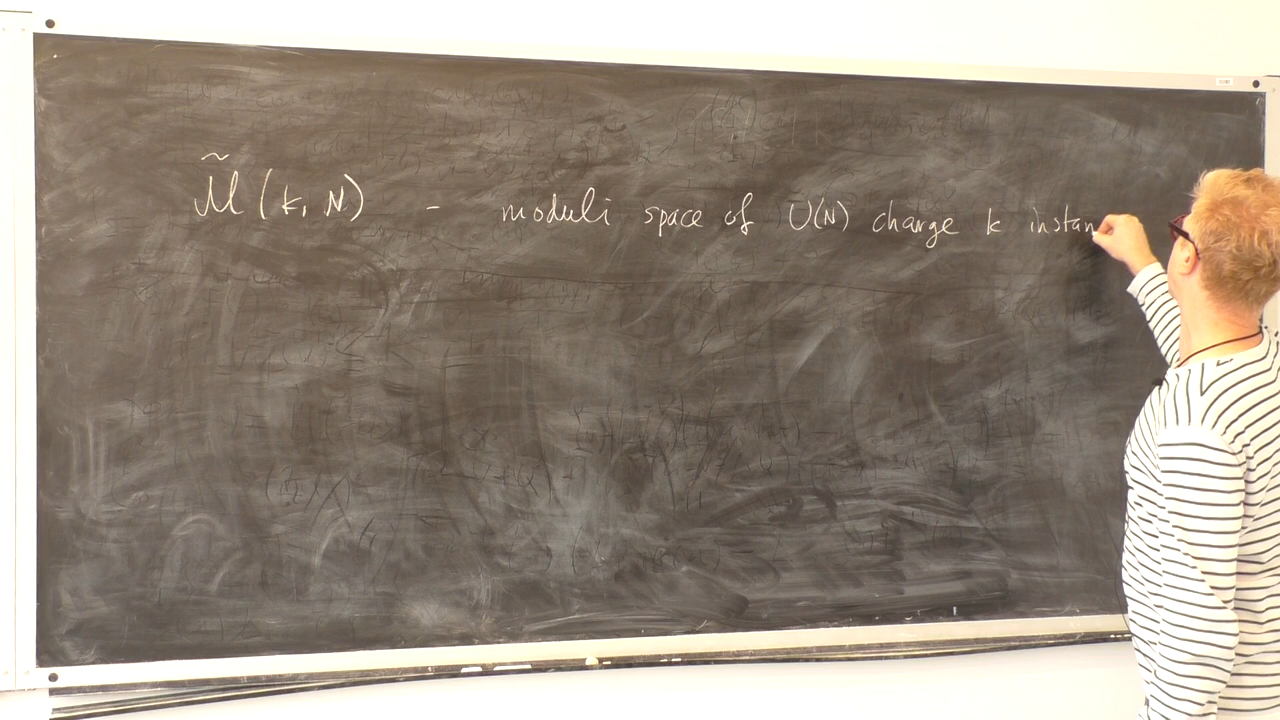 M̃(k, N) - moduli space of U(N) charge k instan